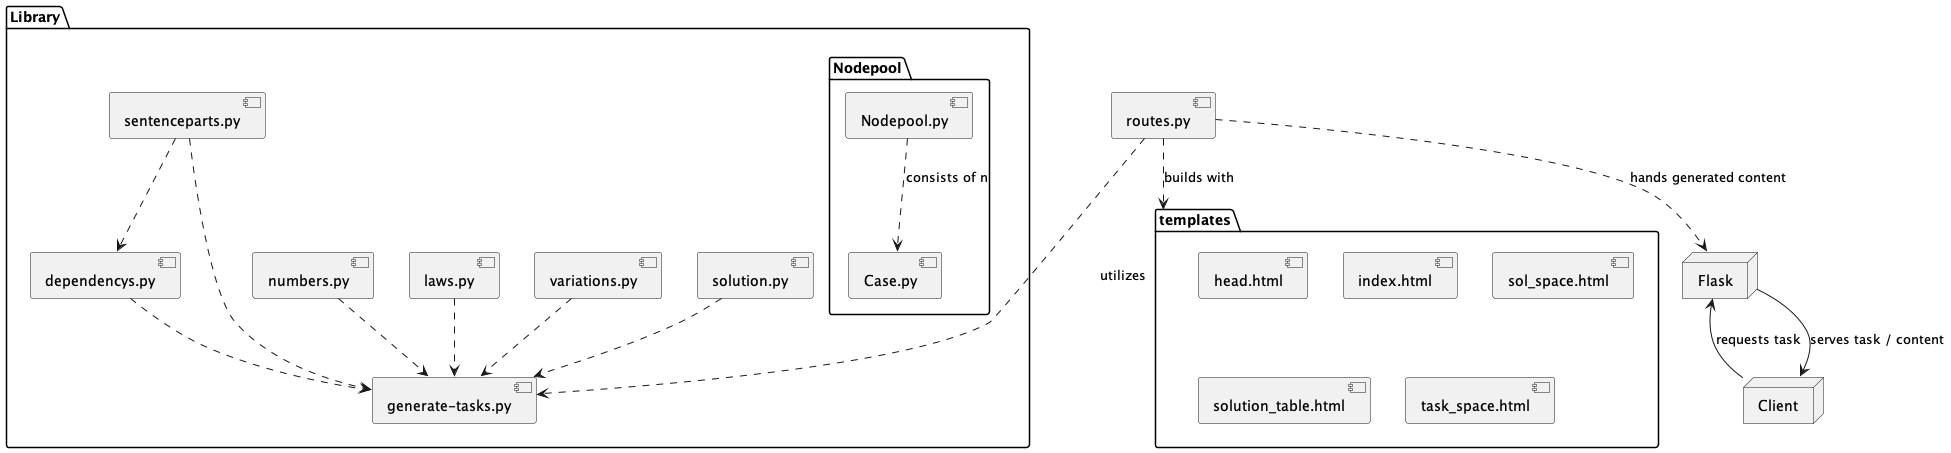 Library
Nodepool
sentenceparts.py
Nodepool.py
routes.py
consists of n
builds with
hands generated content
templates
dependencys.py
numbers.py
laws.py
variations.py
solution.py
Case.py
utilizes
head.html
index.html
sol_space.html
Flask
requests task
serves task / content
generate-tasks.py
solution_table.html
task_space.html
Client